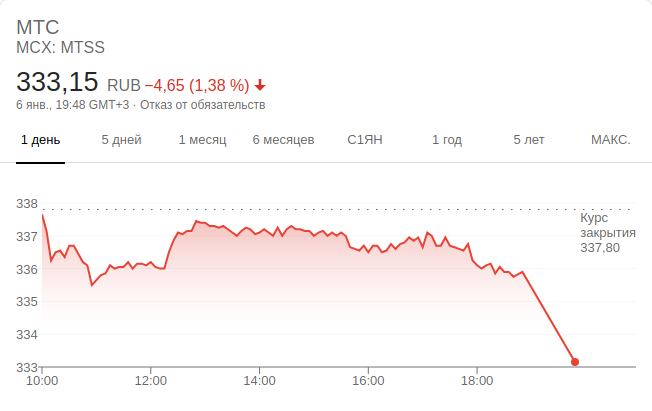 МТС
MCX: MTSS
333,15 RUB −4,65 (1,38 %)
6 янв., 19:48 GMT+3 · Отказ от обязательств
1 день 5 дней 1 месяц 6 месяцев С1ЯН 1 год 5 лет МАКС.
338
Курс
закрытия
337,80
337
336
335
334
333
10:00 12:00 14:00 16:00 18:00